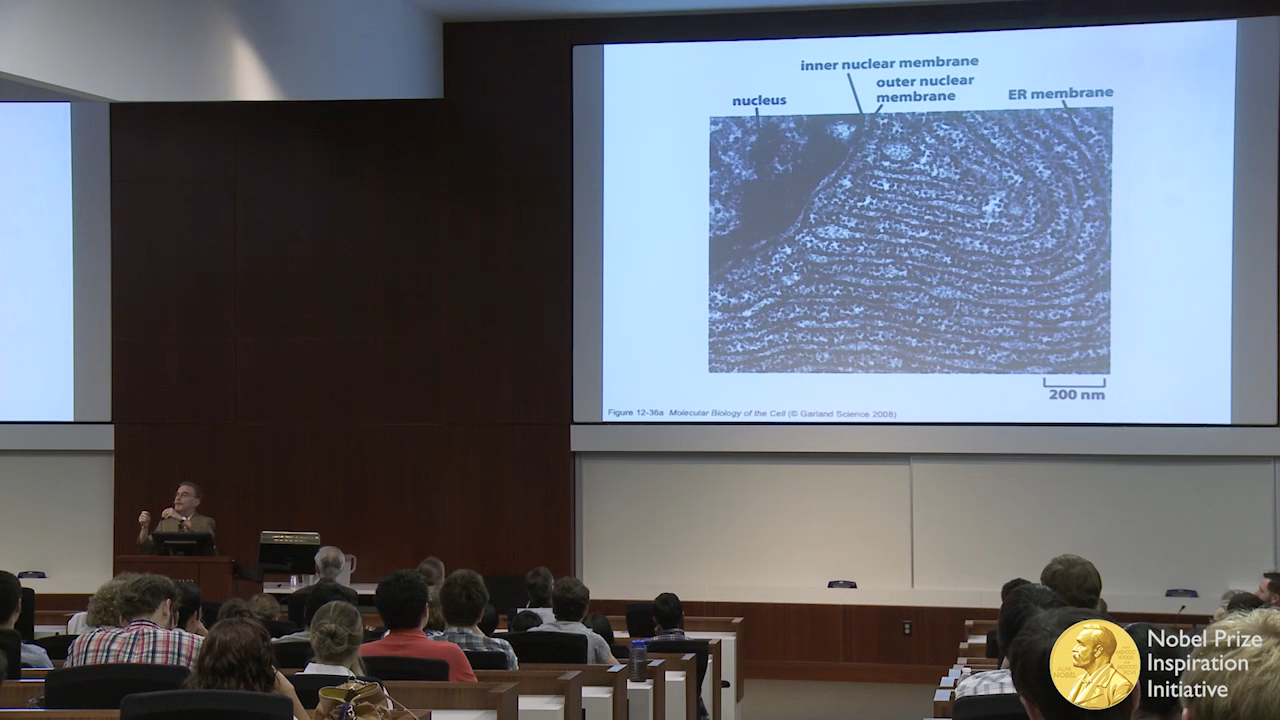 inner nuclear membrane
outer nuclear
membrane
nucleus
ER membrane
200 nm
Figure 12-36a Molecular Biology of the Cell (© Garland Science 2008)
Nobel Prize
Inspiration
Initiative